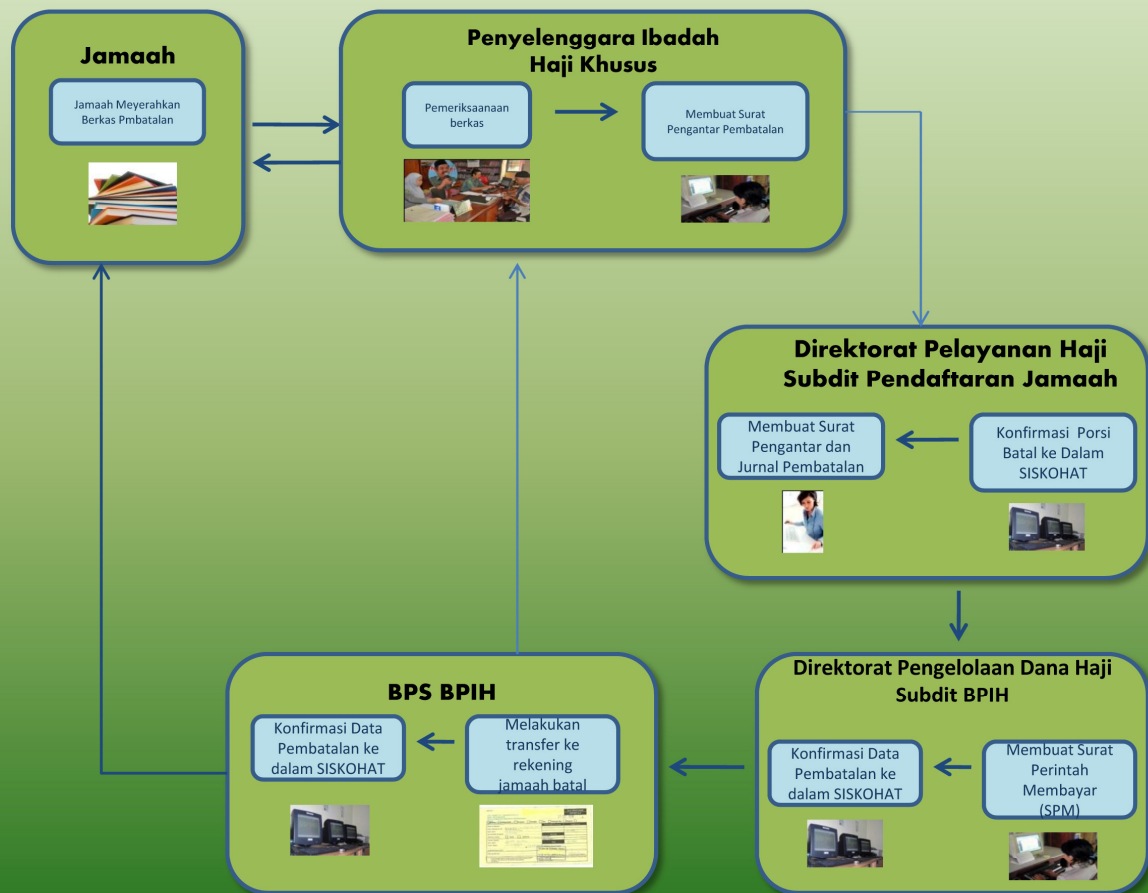 Jamaah
Jamaah Meyerahkan
Berkas Pmbatalan
Penyelenggara Ibadah
Haji Khusus
Pemeriksaanaan
berkas
Membuat Surat
Pengantar Pembatalan
Direktorat Pelayanan Haji
Subdit Pendaftaran Jamaah
Membuat Surat
Pengantar dan
Jurnal Pembatalan
Konfirmasi Porsi
Batal ke Dalam
SISKOHAT
BPS BPIH
Konfirmasi Data
Pembatalan ke
dalam SISKOHAT
Melakukan
transfer ke
rekening
jamaah batal
Direktorat Pengelolaan Dana Haji
Subdit BPIH
Konfirmasi Data
Pembatalan ke
dalam SISKOHAT
Membuat Surat
Perintah
Membayar
(SPM)